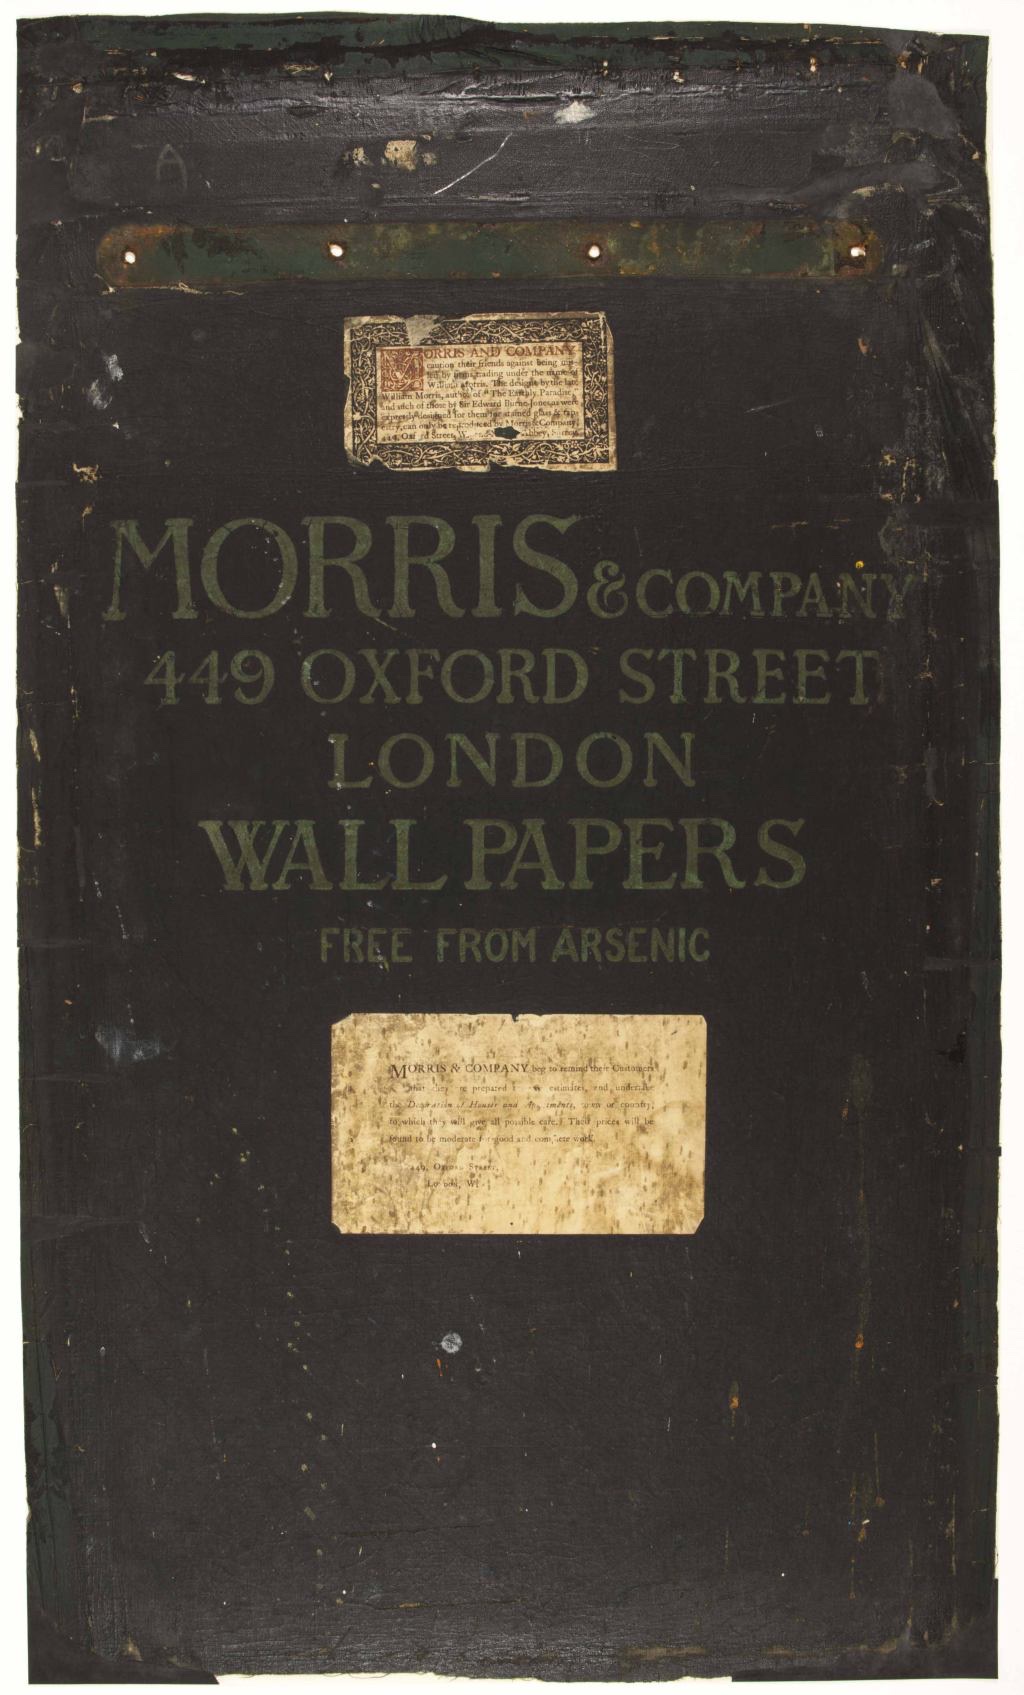 A
MORRIS AND COMPANY
caution their friends against being mis-
led by firms trading under the name of
William Morris. The designs by the late
William Morris, author of "The Earthly Paradise,"
and such of those by Sir Edward Burne-Jones as were
expressly designed for them for stained glass & tap-
estry, can only be reproduced by Morris & Company,
449, Oxford Street, W. Abbey, Surrey.
MORRIS & COMPANY
449 OXFORD STREET
LONDON
WALL PAPERS
FREE FROM ARSENIC
MORRIS & COMPANY beg to remind their Customers
that they are prepared estimates, and undertake
the Decoration of Houses and Apartments, town or country,
to which they will give all possible care. Their prices will be
found to be moderate for good and complete work.
449, OXFORD STREET,
LONDON, W.